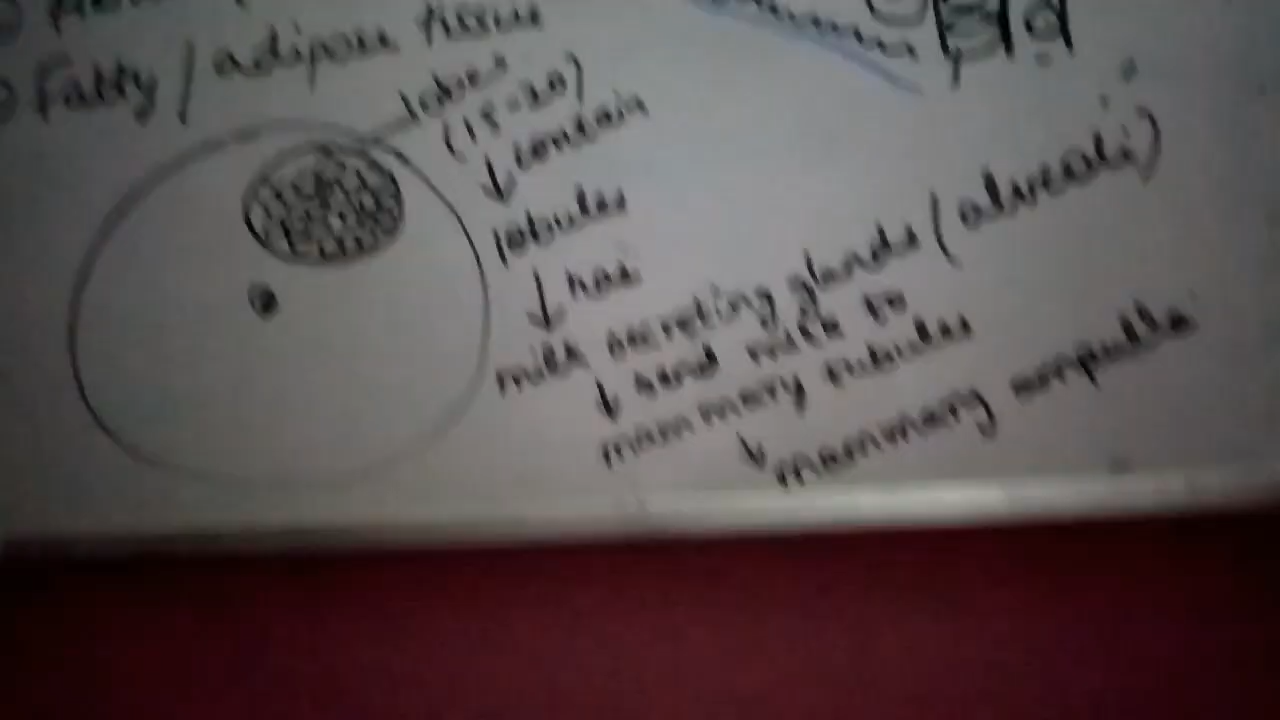 Fatty / adipose tissue
lobes
(15-20)
↓ contain
lobules
↓ has
milk secreting glands (alveoli)
↓ send milk to
mammary tubules
↓
mammary ampulla